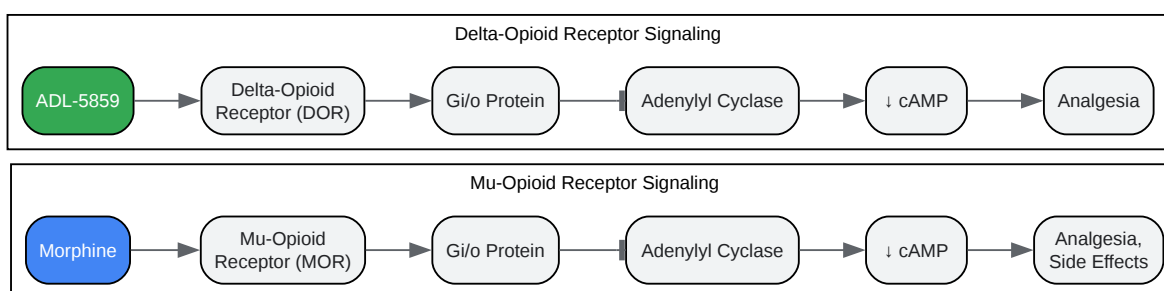 Delta-Opioid Receptor Signaling
ADL-5859
Delta-Opioid
Receptor (DOR)
Gi/o Protein
Adenylyl Cyclase
↓ cAMP
Analgesia
Mu-Opioid Receptor Signaling
Morphine
Mu-Opioid
Receptor (MOR)
Gi/o Protein
Adenylyl Cyclase
↓ cAMP
Analgesia,
Side Effects